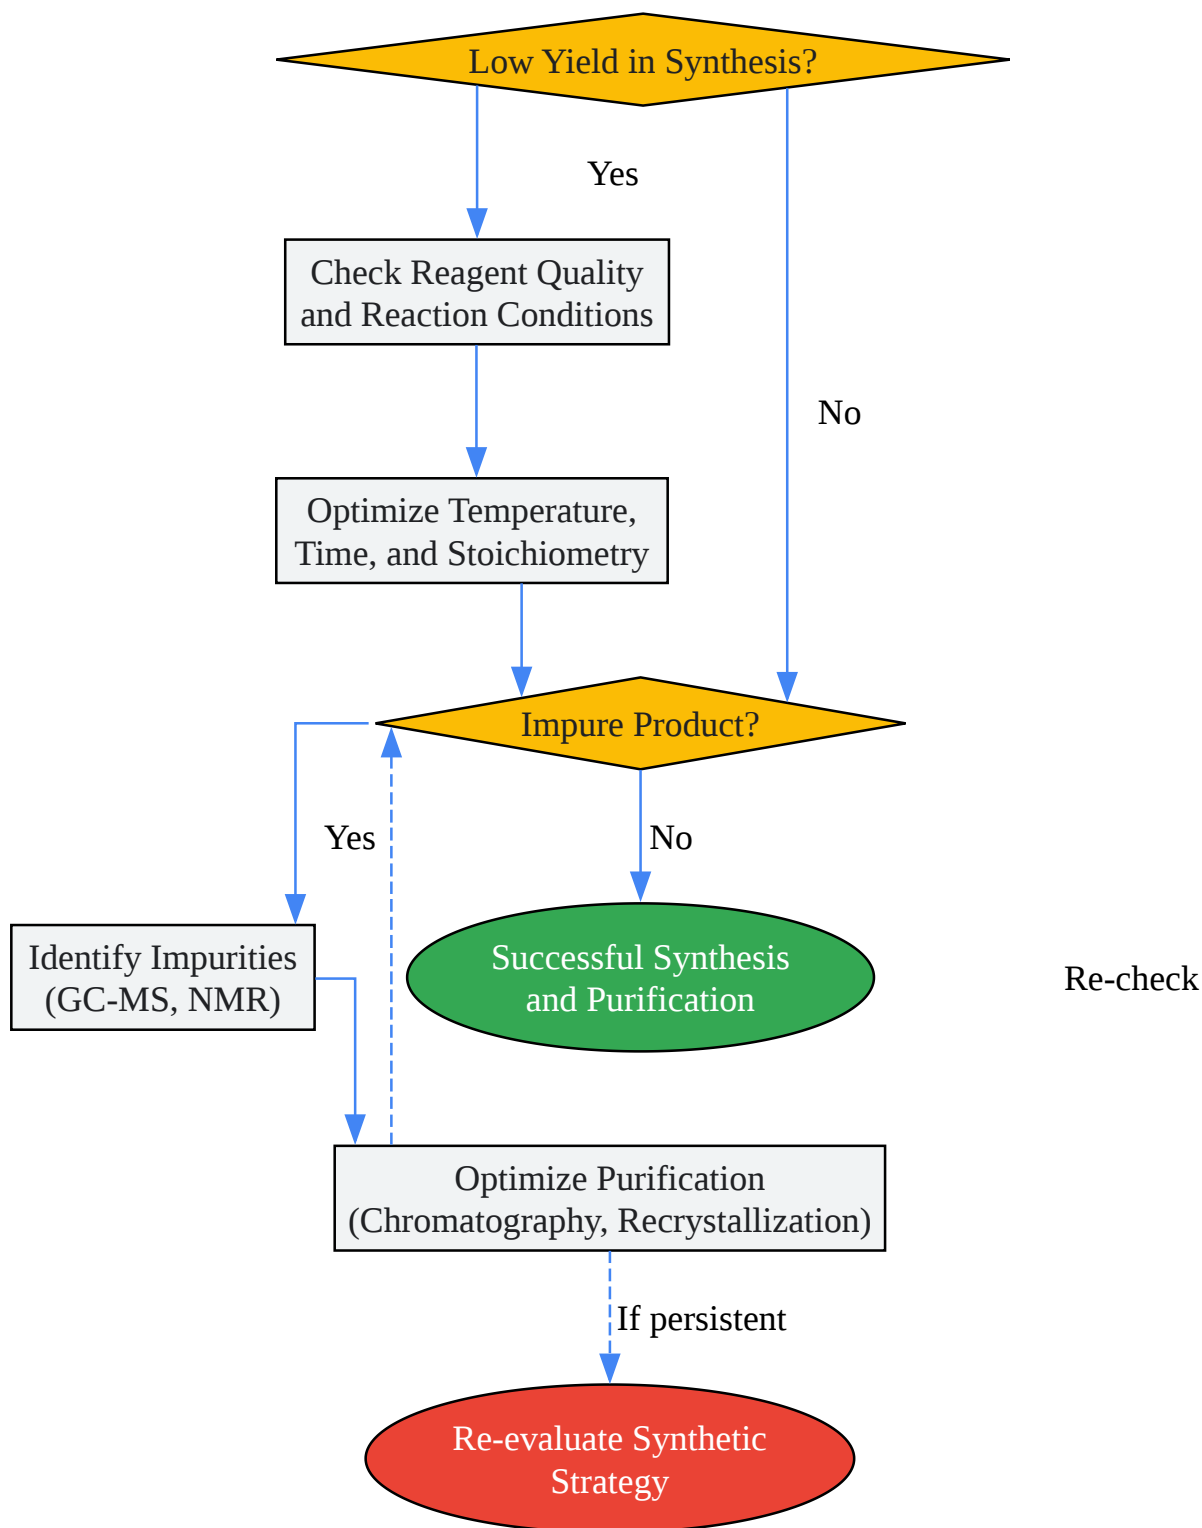 Low Yield in Synthesis?
Yes
Check Reagent Quality
and Reaction Conditions
No
Optimize Temperature,
Time, and Stoichiometry
Impure Product?
Yes
No
Identify Impurities
(GC-MS, NMR)
Successful Synthesis
and Purification
Re-check
Optimize Purification
(Chromatography, Recrystallization)
If persistent
Re-evaluate Synthetic
Strategy